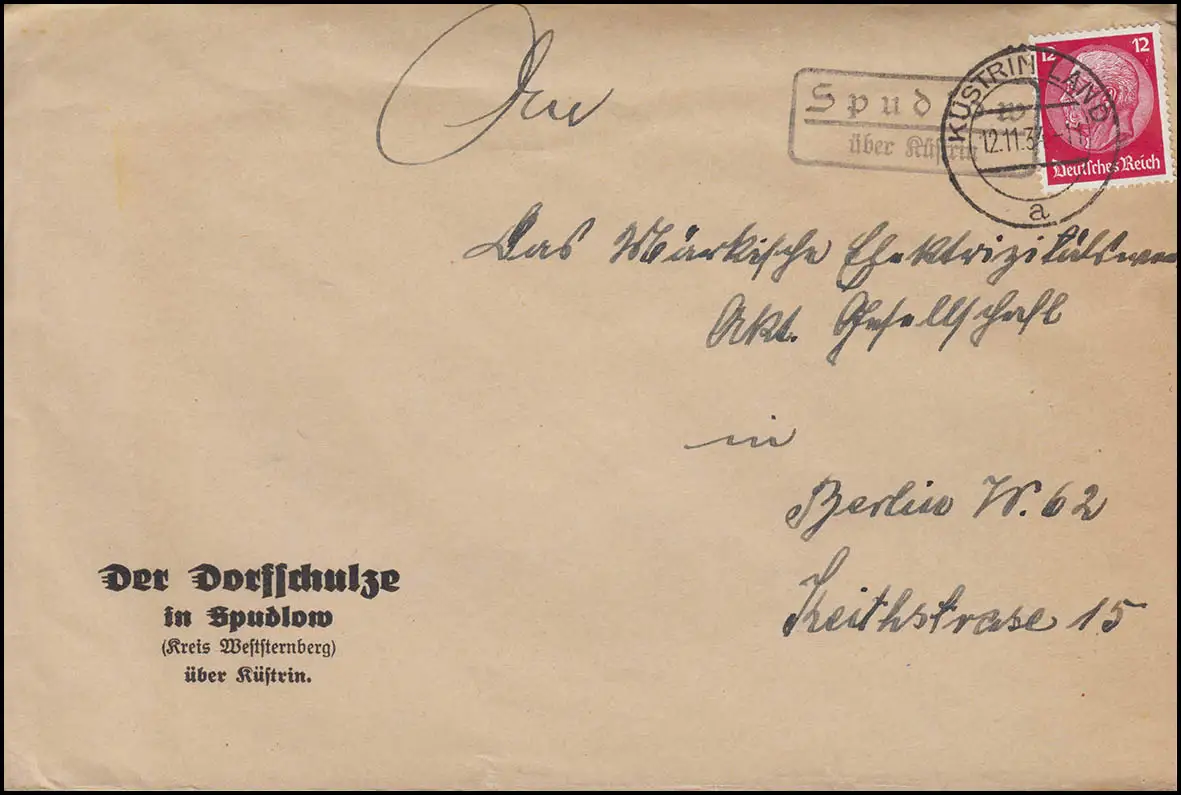 An
Spudlow
über Küstrin
KÜSTRIN LAND
12.11.34
a
12 12
Deutsches Reich
Das Märkische Elektrizitätswerk
Akt. Gesellschaft
in
Berlin W. 62
Keithstrase 15
Der Dorfschulze
in Spudlow
(Kreis Weststernberg)
über Küstrin.